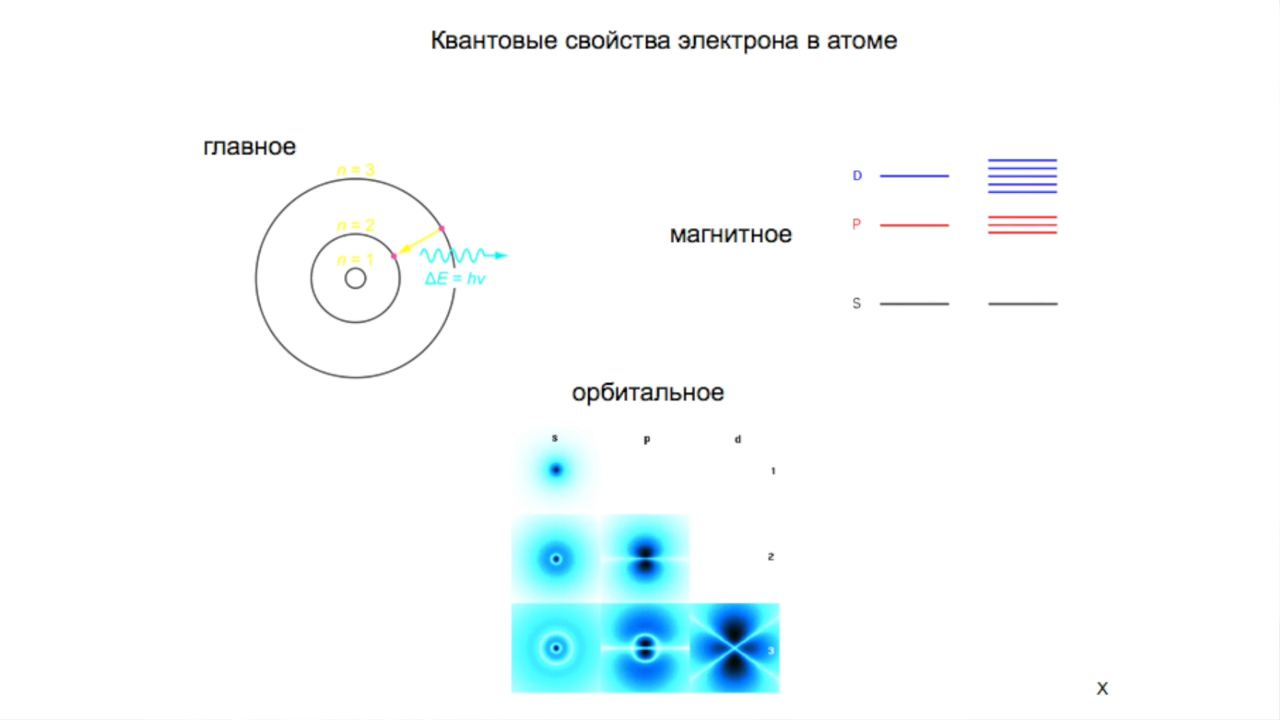 Квантовые свойства электрона в атоме
главное
n = 3
n = 2
n = 1
ΔE = hν
магнитное
D
P
S
орбитальное
s p d
1
2
3
x